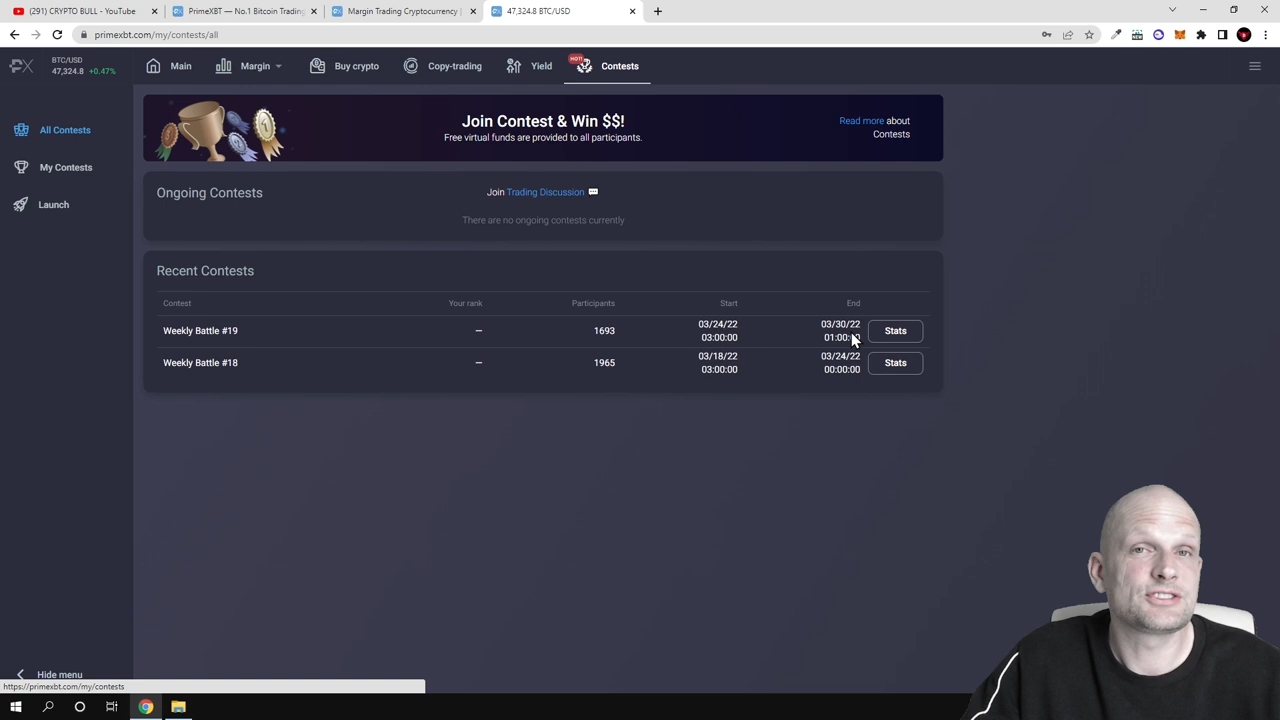 (291) CRYPTO BULL - YouTube
PrimeXBT — No.1 Bitcoin Trading
Margin Trading Cryptocurrency |
47,324.8 BTC/USD
primexbt.com/my/contests/all
BTC/USD
47,324.8 +0.47%
Main
Margin
Buy crypto
Copy-trading
Yield
HOT!
Contests
All Contests
My Contests
Launch
Join Contest & Win $$!
Free virtual funds are provided to all participants.
Read more about
Contests
Ongoing Contests
Join Trading Discussion
There are no ongoing contests currently
Recent Contests
Contest Your rank Participants Start End
Weekly Battle #19 — 1693 03/24/22 03/30/22 Stats
03:00:00 01:00:00
Weekly Battle #18 — 1965 03/18/22 03/24/22 Stats
03:00:00 00:00:00
Hide menu
https://primexbt.com/my/contests